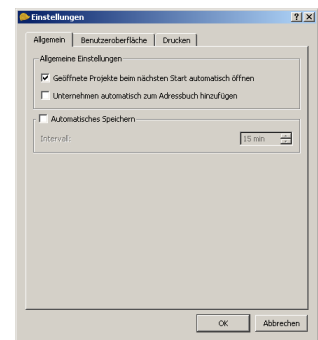 Einstellungen
Allgemein Benutzeroberfläche Drucken
Allgemeine Einstellungen
Geöffnete Projekte beim nächsten Start automatisch öffnen
Unternehmen automatisch zum Adressbuch hinzufügen
Automatisches Speichern
Intervall: 15 min
OK Abbrechen